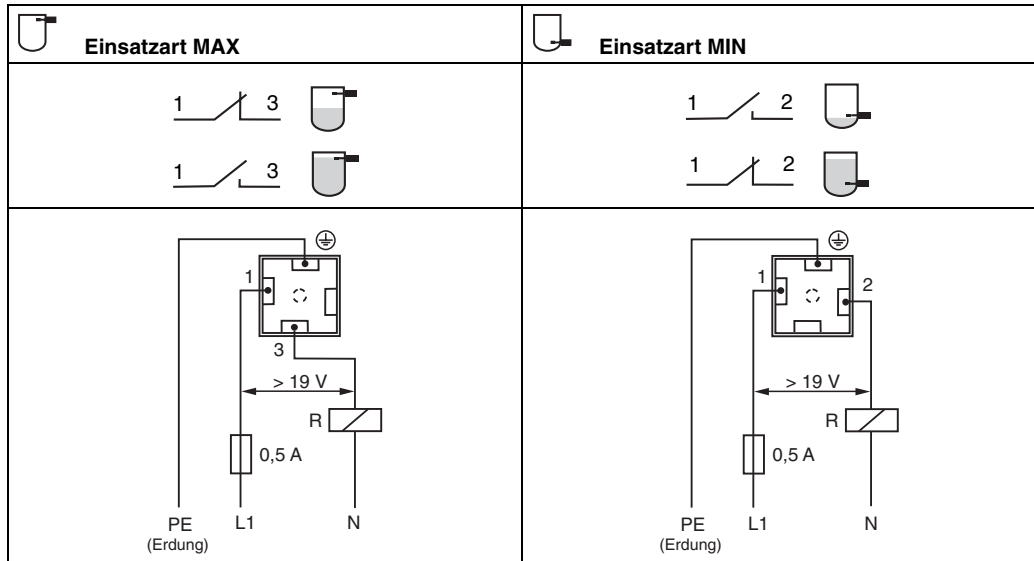 Einsatzart MAX
Einsatzart MIN
1 3
1 3
1 2
1 2
1
3
> 19 V
R
0,5 A
PE
(Erdung)
L1
N
1
2
> 19 V
R
0,5 A
PE
(Erdung)
L1
N